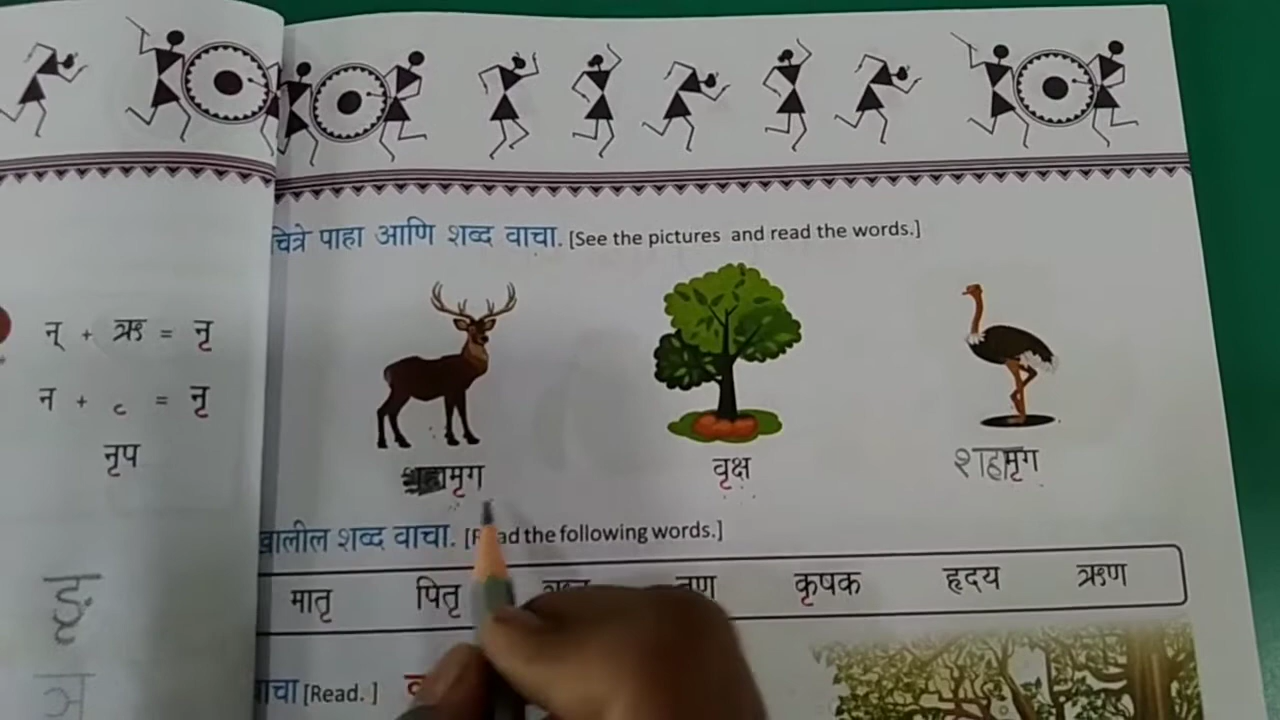 न् + ऋ = नृ
न + ृ = नृ
नृप
ङ
ञ
चित्रे पाहा आणि शब्द वाचा. [See the pictures and read the words.]
मृग वृक्ष शहामृग
खालील शब्द वाचा. [Read the following words.]
मातृ पितृ कृषक हृदय ऋण
वाचा [Read. ]